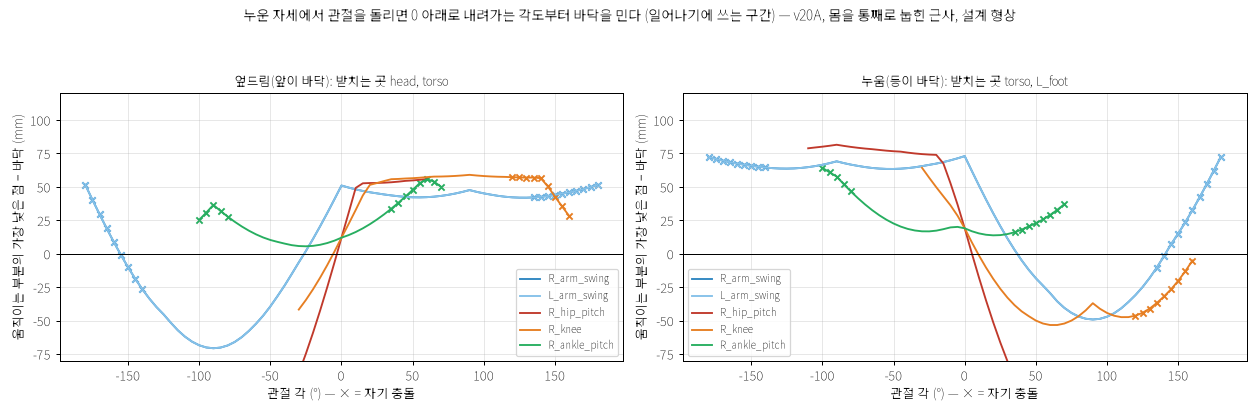 누운 자세에서 관절을 돌리면 0 아래로 내려가는 각도부터 바닥을 민다 (일어나기에 쓰는 구간) — v20A, 몸을 통째로 눕힌 근사, 설계 형상
엎드림(앞이 바닥): 받치는 곳 head, torso
움직이는 부분의 가장 낮은 점 – 바닥 (mm)
100
75
50
25
0
-25
-50
-75
-150
-100
-50
0
50
100
150
관절 각 (°) — × = 자기 충돌
R_arm_swing
L_arm_swing
R_hip_pitch
R_knee
R_ankle_pitch
누움(등이 바닥): 받치는 곳 torso, L_foot
움직이는 부분의 가장 낮은 점 – 바닥 (mm)
100
75
50
25
0
-25
-50
-75
-150
-100
-50
0
50
100
150
관절 각 (°) — × = 자기 충돌
R_arm_swing
L_arm_swing
R_hip_pitch
R_knee
R_ankle_pitch